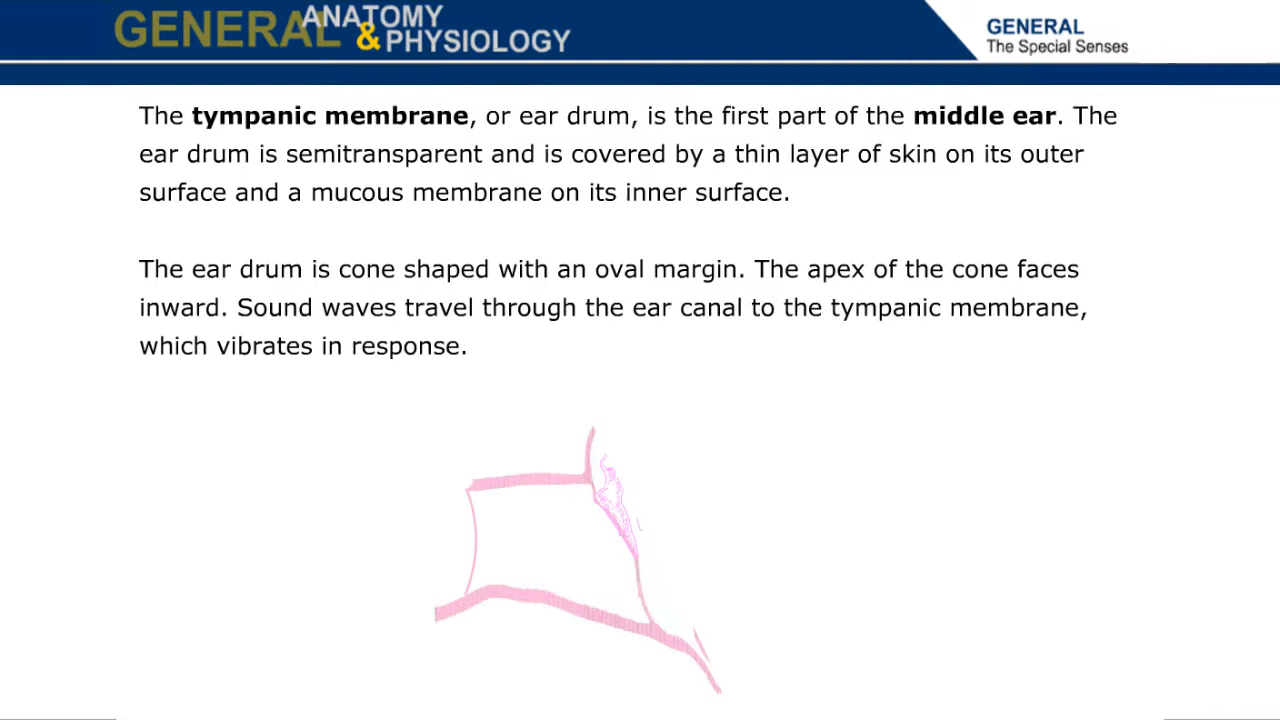 GENERAL ANATOMY
& PHYSIOLOGY
GENERAL
The Special Senses
The tympanic membrane, or ear drum, is the first part of the middle ear. The
ear drum is semitransparent and is covered by a thin layer of skin on its outer
surface and a mucous membrane on its inner surface.
The ear drum is cone shaped with an oval margin. The apex of the cone faces
inward. Sound waves travel through the ear canal to the tympanic membrane,
which vibrates in response.